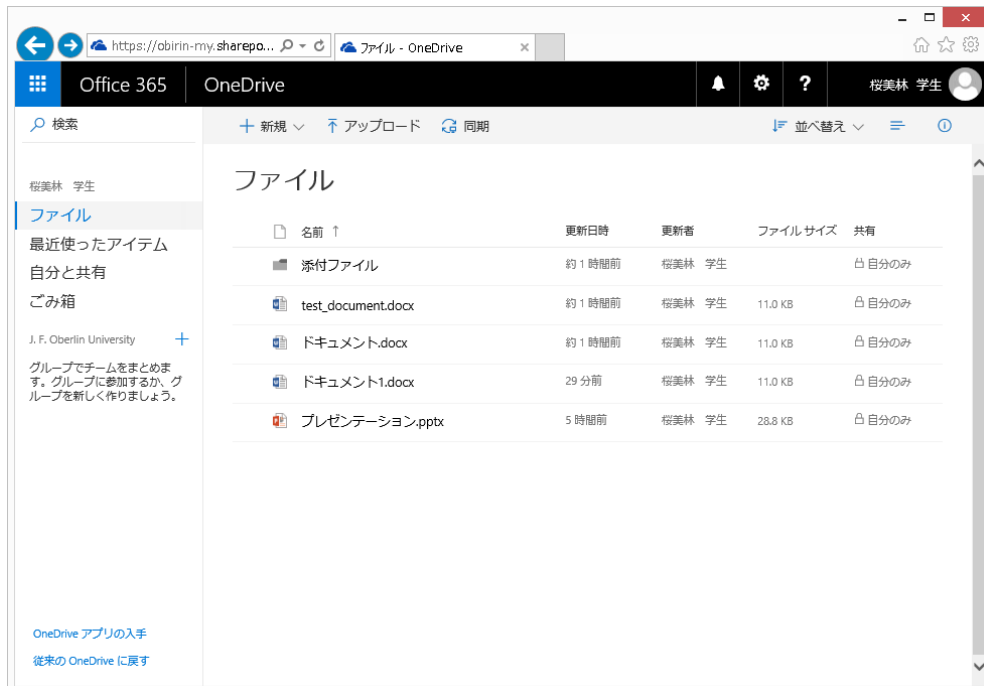 https://obirin-my.sharepo...
ファイル - OneDrive
Office 365
OneDrive
?
桜美林 学生
検索
新規
アップロード
同期
並べ替え
桜美林 学生
ファイル
最近使ったアイテム
自分と共有
ごみ箱
J. F. Oberlin University
グループでチームをまとめま
す。グループに参加するか、グ
ループを新しく作りましょう。
OneDrive アプリの入手
従来の OneDrive に戻す
ファイル
名前 ↑ 更新日時 更新者 ファイル サイズ 共有
添付ファイル 約 1 時間前 桜美林 学生 自分のみ
test_document.docx 約 1 時間前 桜美林 学生 11.0 KB 自分のみ
ドキュメント.docx 約 1 時間前 桜美林 学生 11.0 KB 自分のみ
ドキュメント1.docx 29 分前 桜美林 学生 11.0 KB 自分のみ
プレゼンテーション.pptx 5 時間前 桜美林 学生 28.8 KB 自分のみ